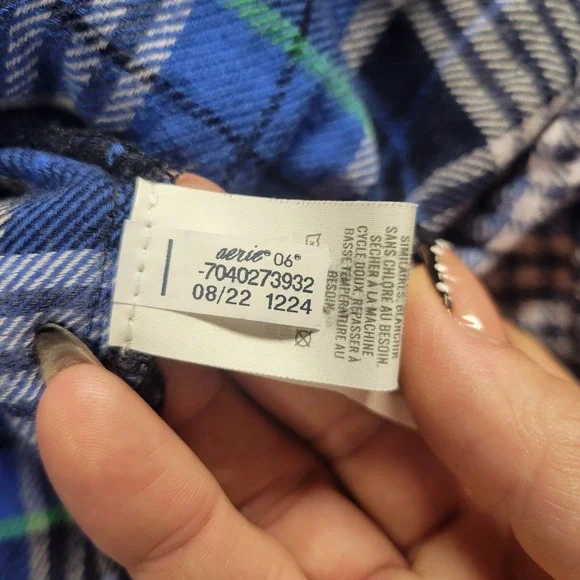 aerie® 06®
-7040273932
08/22 1224
SIMILAIRES. BLANCHIR
SANS CHLORE AU BESOIN.
SÉCHER À LA MACHINE
CYCLE DOUX. REPASSER À
BASSE TEMPÉRATURE AU
BESOIN.